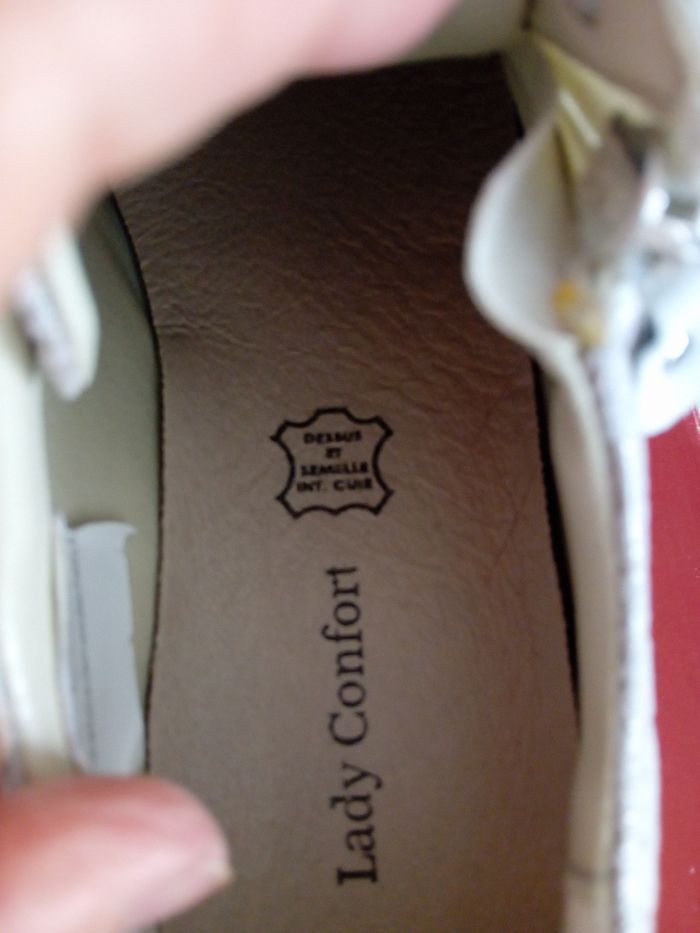 DESSUS
ET
SEMELLE
INT. CUIR
Lady Confort